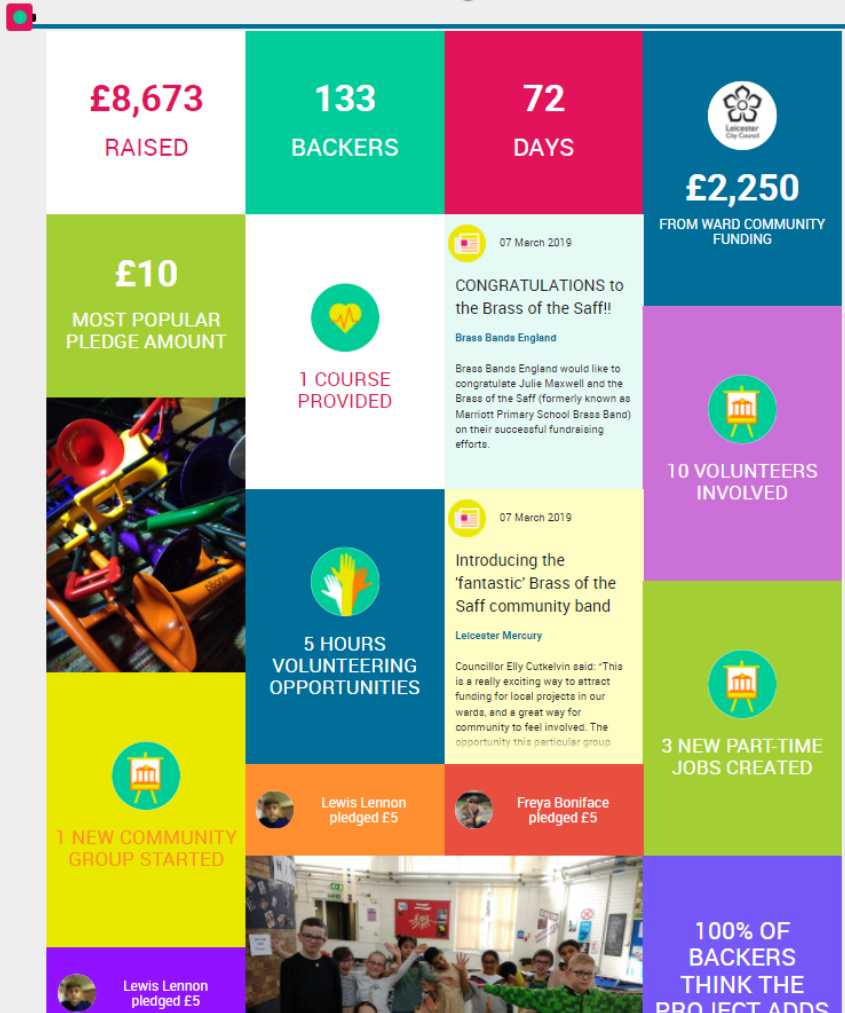 £8,673
RAISED
133
BACKERS
72
DAYS
Leicester
City Council
£2,250
FROM WARD COMMUNITY
FUNDING
£10
MOST POPULAR
PLEDGE AMOUNT
1 COURSE
PROVIDED
07 March 2019
CONGRATULATIONS to
the Brass of the Saff!!
Brass Bands England
Brass Bands England would like to
congratulate Julie Maxwell and the
Brass of the Saff (formerly known as
Marriott Primary School Brass Band)
on their successful fundraising
efforts.
10 VOLUNTEERS
INVOLVED
5 HOURS
VOLUNTEERING
OPPORTUNITIES
07 March 2019
Introducing the
'fantastic' Brass of the
Saff community band
Leicester Mercury
Councillor Elly Cutkelvin said: “This
is a really exciting way to attract
funding for local projects in our
wards, and a great way for
community to feel involved. The
opportunity this particular group
3 NEW PART-TIME
JOBS CREATED
1 NEW COMMUNITY
GROUP STARTED
Lewis Lennon
pledged £5
Freya Boniface
pledged £5
Lewis Lennon
pledged £5
100% OF
BACKERS
THINK THE
PROJECT ADDS